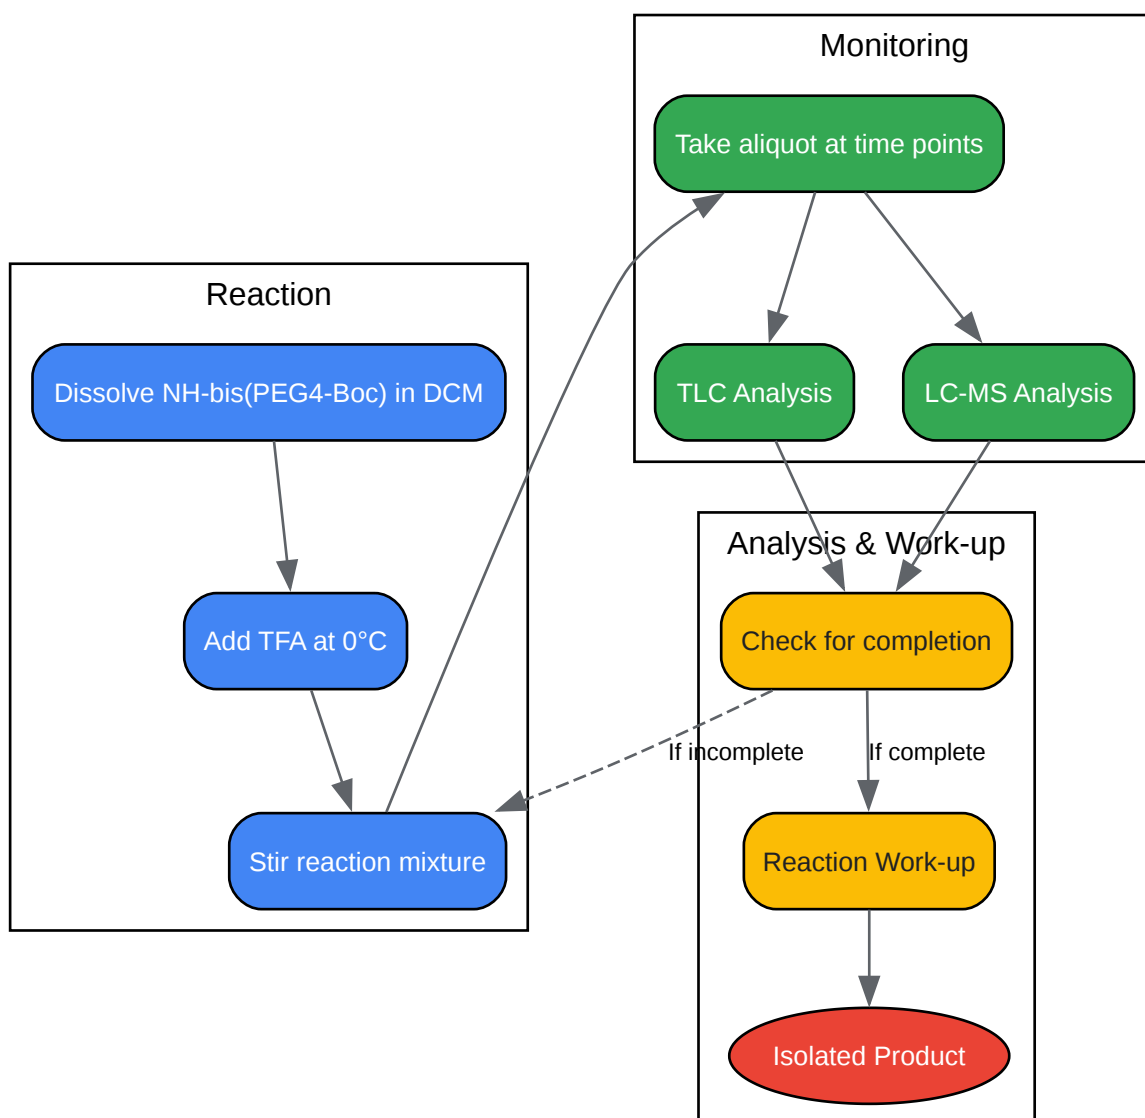 Monitoring
Take aliquot at time points
TLC Analysis
LC-MS Analysis
Reaction
Dissolve NH-bis(PEG4-Boc) in DCM
Add TFA at 0°C
Stir reaction mixture
Analysis & Work-up
Check for completion
If incomplete
If complete
Reaction Work-up
Isolated Product